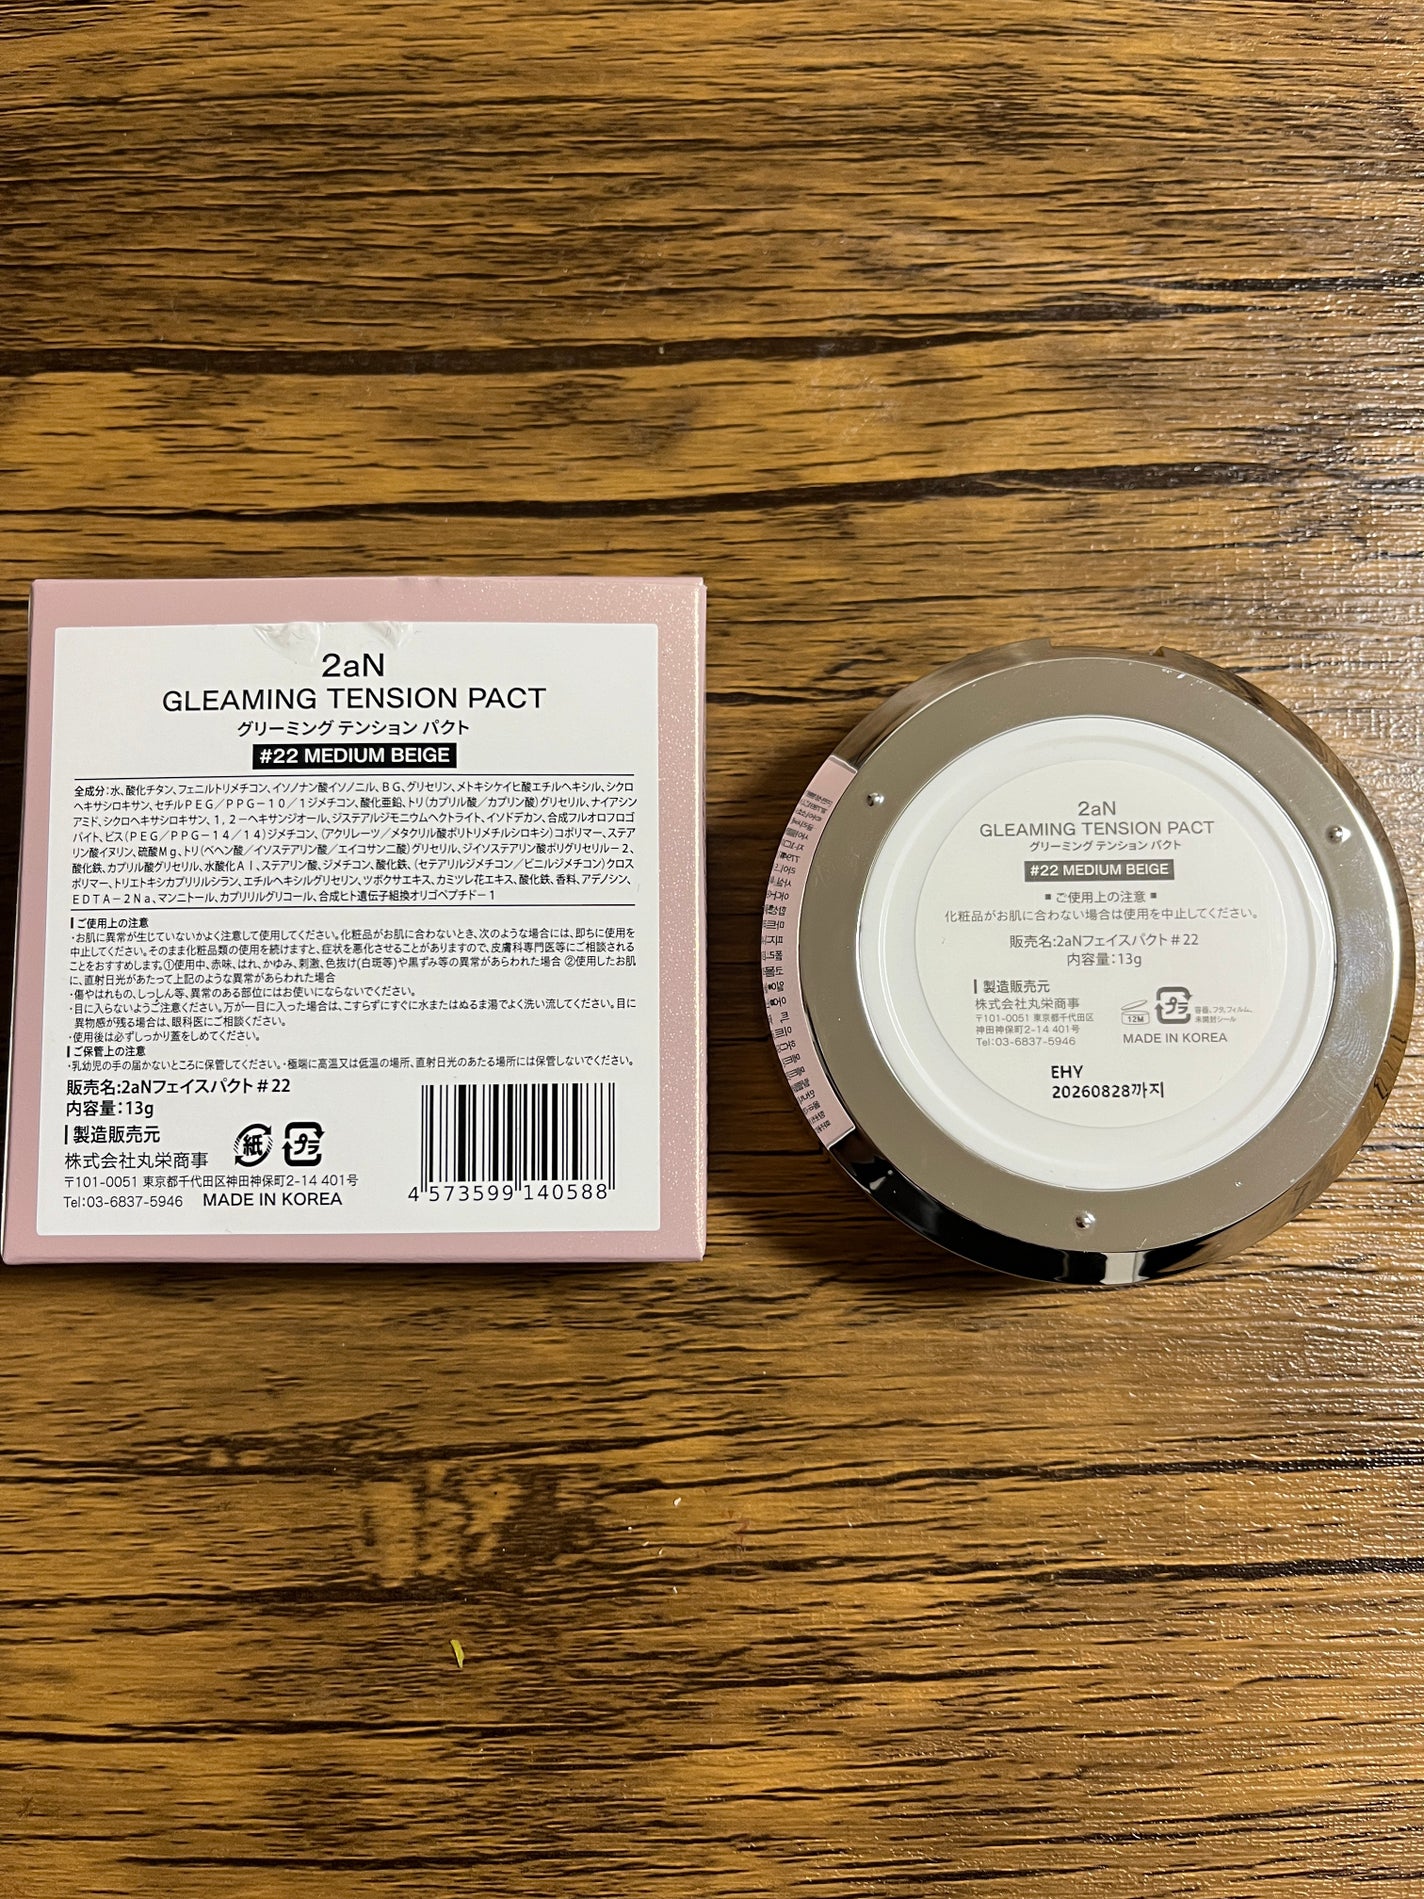 2aN
GLEAMING TENSION PACT
グリーミング テンション パクト
#22 MEDIUM BEIGE
全成分:水、酸化チタン、フェニルトリメチコン、イソノナン酸イソノニル、BG、グリセリン、メトキシケイヒ酸エチルヘキシル、シクロ
ヘキサシロキサン、セチルPEG/PPG-10/1ジメチコン、酸化亜鉛、トリ(カプリル酸/カプリン酸)グリセリル、ナイアシン
アミド、シクロヘキサシロキサン、1,2-ヘキサンジオール、ジステアルジモニウムヘクトライト、イソドデカン、合成フルオロフロゴ
パイト、ビス(PEG/PPG-14/14)ジメチコン、(アクリレーツ/メタクリル酸ポリトリメチルシロキシ)コポリマー、ステア
リン酸イヌリン、硫酸Mg、トリ(ベヘン酸/イソステアリン酸/エイコサン二酸)グリセリル、ジイソステアリン酸ポリグリセリル-2、
酸化鉄、カプリル酸グリセリル、水酸化Al、ステアリン酸、ジメチコン、酸化鉄、(セテアリルジメチコン/ビニルジメチコン)クロス
ポリマー、トリエトキシカプリリルシラン、エチルヘキシルグリセリン、ツボクサエキス、カミツレ花エキス、酸化鉄、香料、アデノシン、
EDTA-2Na、マンニトール、カプリリルグリコール、合成ヒト遺伝子組換オリゴペプチド-1
ご使用上の注意
・お肌に異常が生じていないかよく注意して使用してください。化粧品がお肌に合わないとき、次のような場合には、即ちに使用を
中止してください。そのまま化粧品類の使用を続けますと、症状を悪化させることがありますので、皮膚科専門医等にご相談される
ことをおすすめします。①使用中、赤味、はれ、かゆみ、刺激、色抜け(白斑等)や黒ずみ等の異常があらわれた場合 ②使用したお肌
に、直射日光があたって上記のような異常があらわれた場合
・傷やはれもの、しっしん等、異常のある部位にはお使いにならないでください。
・目に入らないようご注意ください。万が一目に入った場合は、こすらずにすぐに水またはぬるま湯でよく洗い流してください。目に
異物感が残る場合は、眼科医にご相談ください。
・使用後は必ずしっかり蓋をしめてください。
ご保管上の注意
・乳幼児の手の届かないところに保管してください。・極端に高温又は低温の場所、直射日光のあたる場所には保管しないでください。
販売名:2aNフェイスパクト#22
内容量:13g
製造販売元
株式会社丸栄商事
〒101-0051 東京都千代田区神田神保町2-14 401号
Tel:03-6837-5946 MADE IN KOREA
紙 プラ
4 573599 140588
2aN
GLEAMING TENSION PACT
グリーミング テンション パクト
#22 MEDIUM BEIGE
■ ご使用上の注意 ■
化粧品がお肌に合わない場合は使用を中止してください。
販売名:2aNフェイスパクト#22
内容量:13g
製造販売元
株式会社丸栄商事
〒101-0051 東京都千代田区
神田神保町2-14 401号
Tel:03-6837-5946
12M プラ
容器、フタ、フィルム、
未開封シール
MADE IN KOREA
EHY
20260828까지